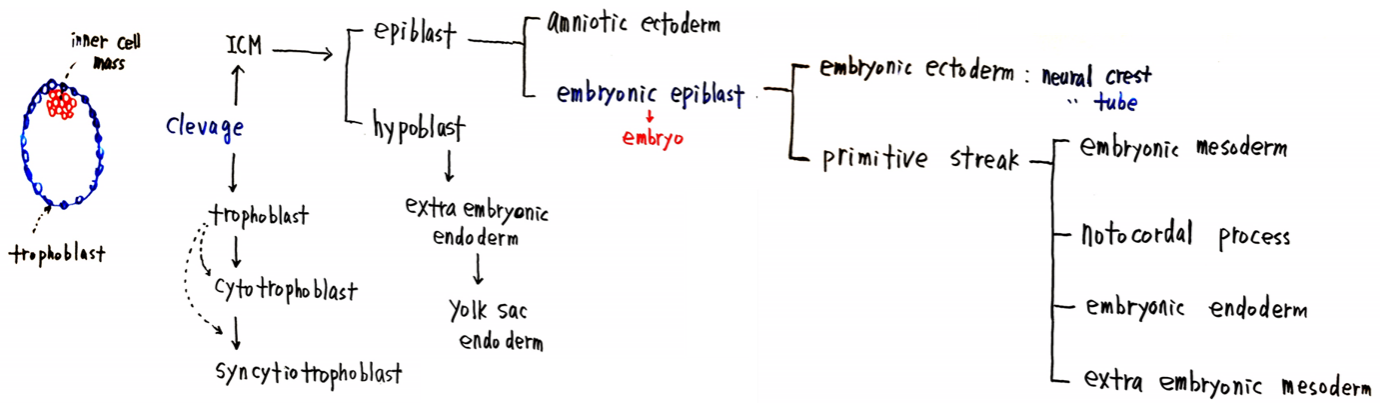 inner cell
mass
trophoblast
ICM
clevage
trophoblast
cytotrophoblast
syncytiotrophoblast
epiblast
hypoblast
extra embryonic
endoderm
Yolk sac
endoderm
amniotic ectoderm
embryonic epiblast
embryo
embryonic ectoderm : neural crest
" tube
primitive streak
embryonic mesoderm
notocordal process
embryonic endoderm
extra embryonic mesoderm